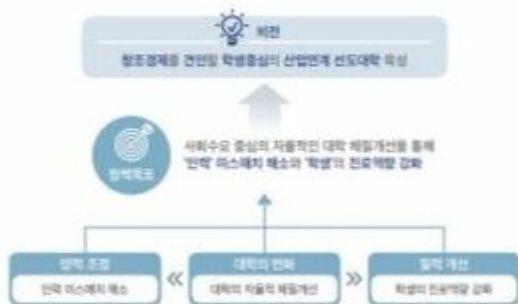 비전
창조경제를 견인할 학생중심의 산업연계 선도대학 육성
사회수요 중심의 자율적인 대학 체질개선을 통해
'인력' 미스매치 해소와 '학생'의 진로역량 강화
정책목표
양적 조정
대학의 변화
질적 개선
인력 미스매치 해소
대학의 자율적 체질개선
학생의 진로역량 강화